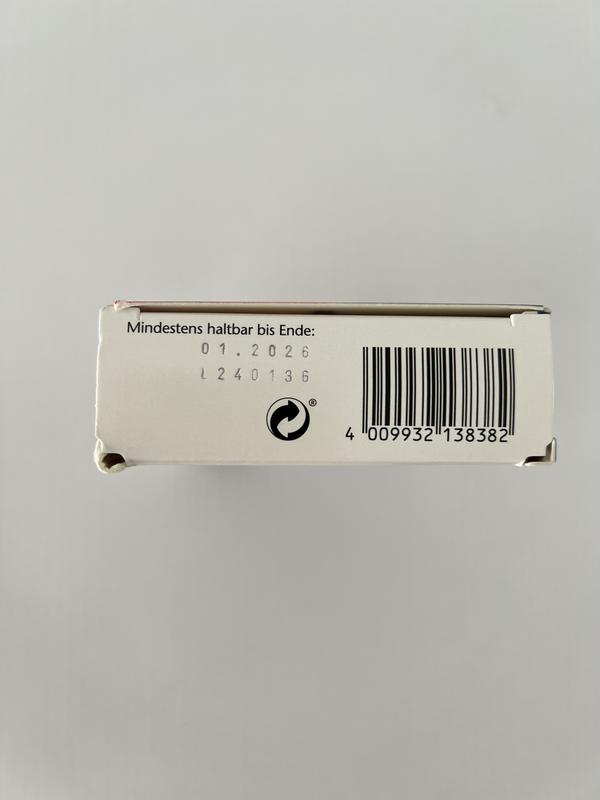 Mindestens haltbar bis Ende:
01.2026
L240136
®
4 009932 138382